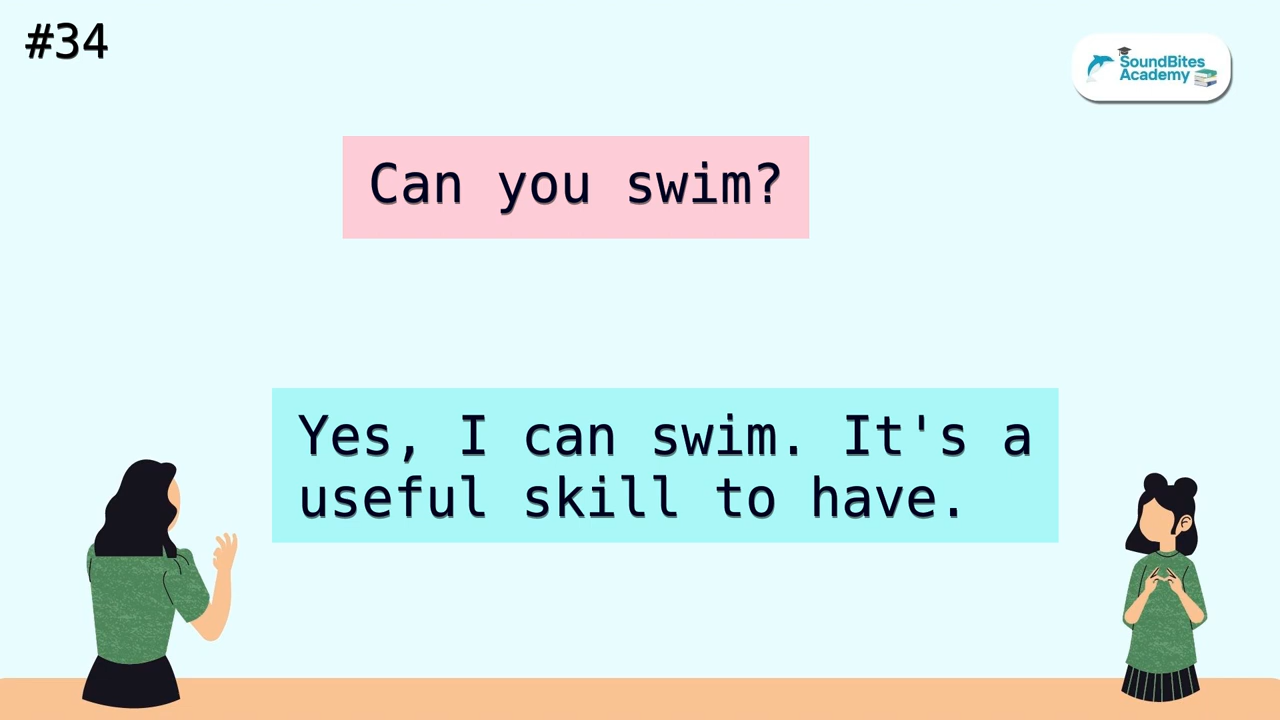 #34
SoundBites
Academy
Can you swim?
Yes, I can swim. It's a
useful skill to have.